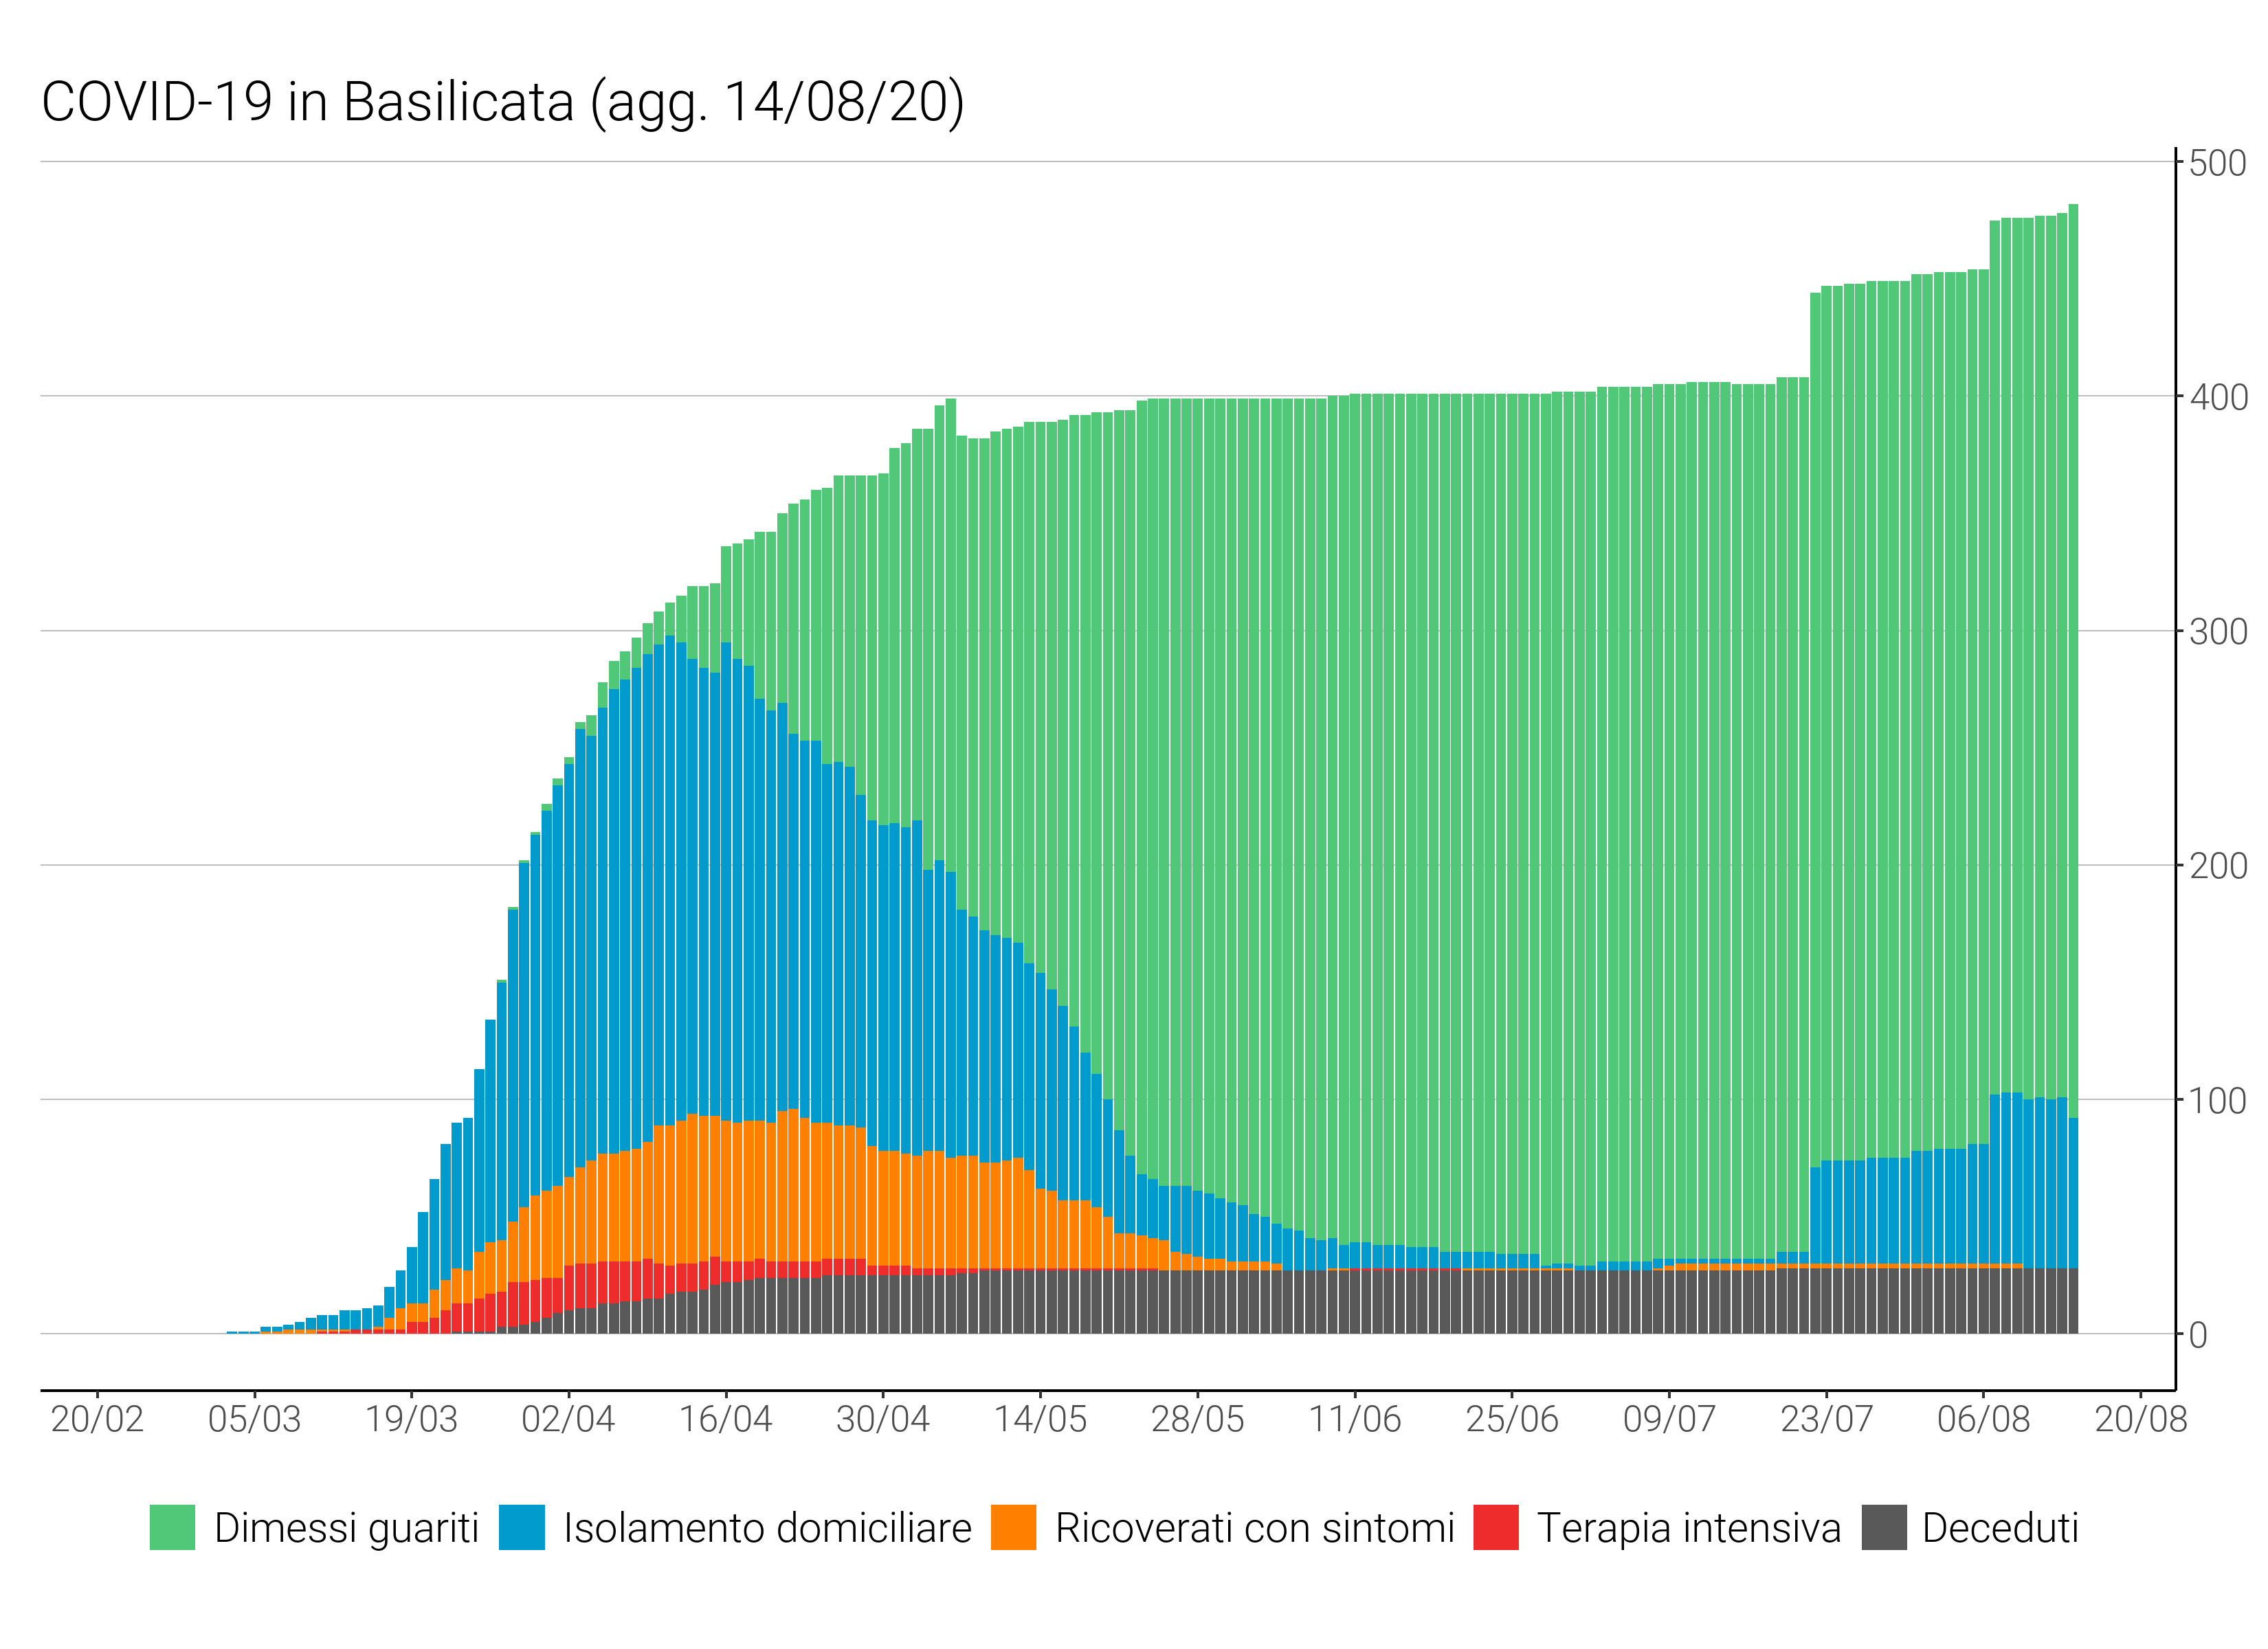 COVID-19 in Basilicata (agg. 14/08/20)
500
400
300
200
100
0
20/02 05/03 19/03 02/04 16/04 30/04 14/05 28/05 11/06 25/06 09/07 23/07 06/08 20/08
Dimessi guariti Isolamento domiciliare Ricoverati con sintomi Terapia intensiva Deceduti